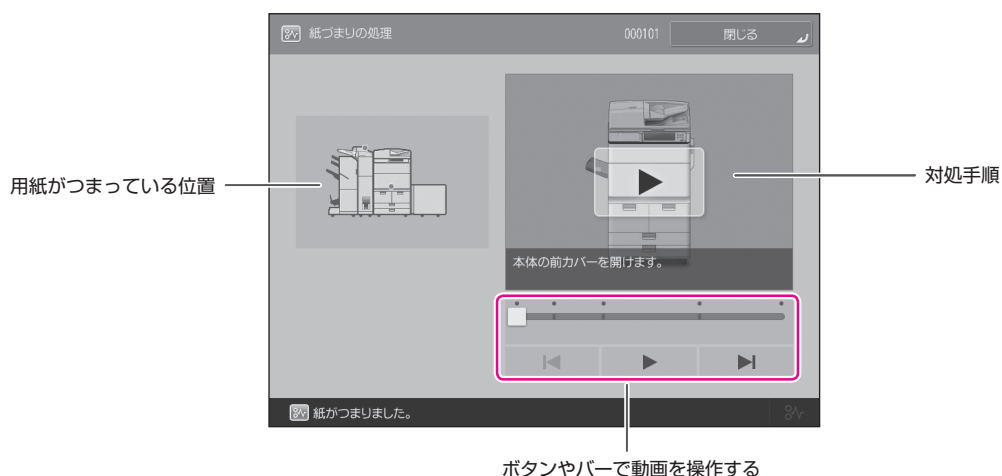 紙づまりの処理
000101
閉じる
用紙がつまっている位置
対処手順
本体の前カバーを開けます。
紙がつまりました。
ボタンやバーで動画を操作する